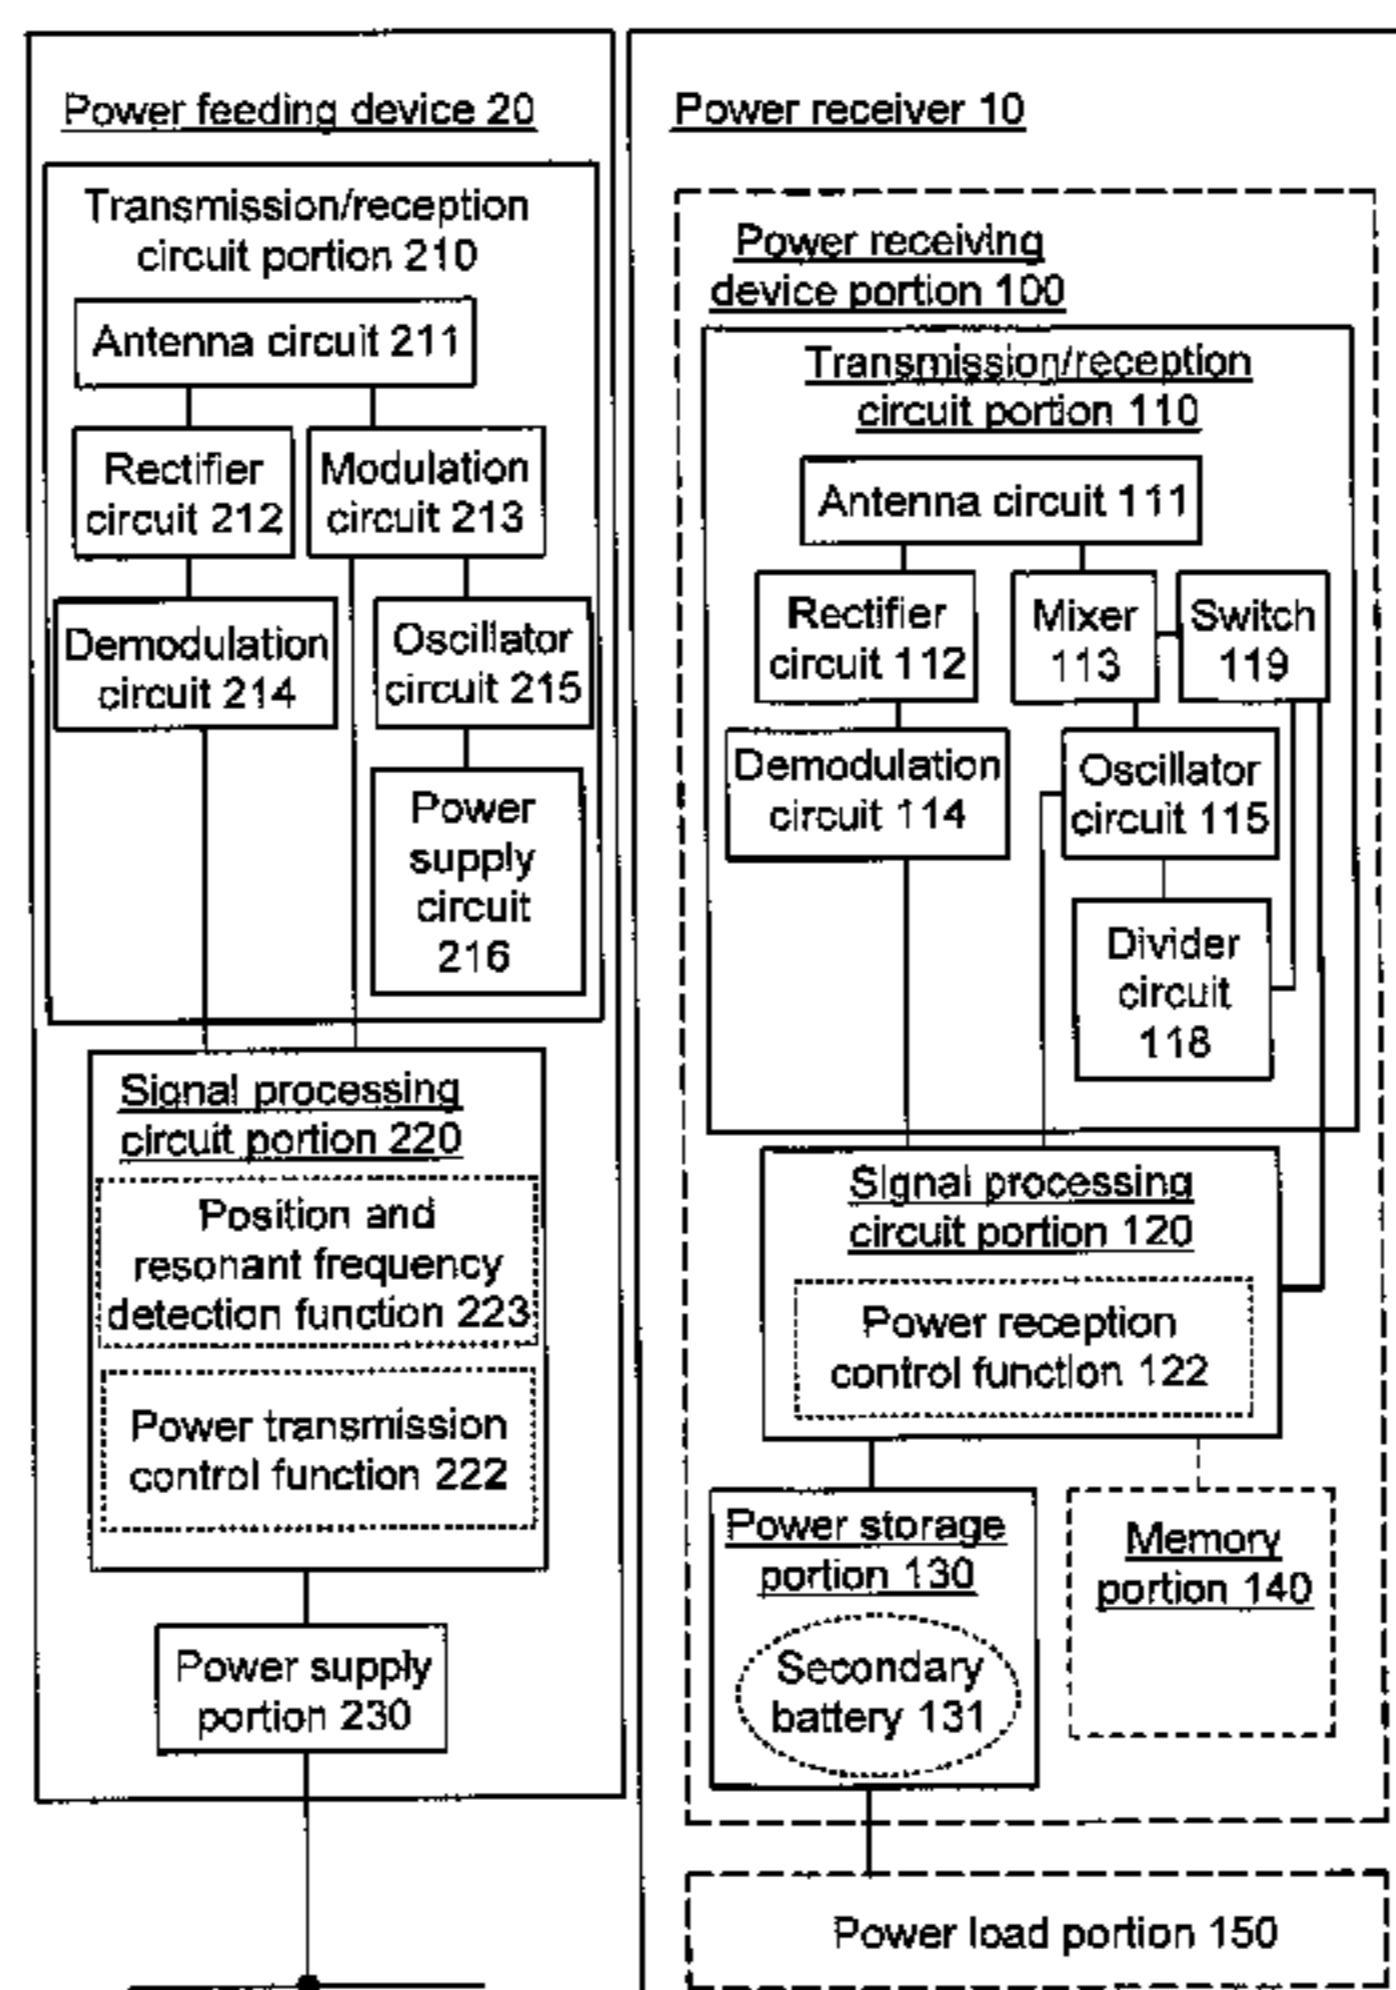 Power feeding device 20
Transmission/reception
circuit portion 210
Antenna circuit 211
Rectifier
circuit 212
Modulation
circuit 213
Demodulation
circuit 214
Oscillator
circuit 215
Power
supply
circuit
216
Signal processing
circuit portion 220
Position and
resonant frequency
detection function 223
Power transmission
control function 222
Power supply
portion 230
Power receiver 10
Power receiving
device portion 100
Transmission/reception
circuit portion 110
Antenna circuit 111
Rectifier
circuit 112
Mixer
113
Switch
119
Demodulation
circuit 114
Oscillator
circuit 115
Divider
circuit
118
Signal processing
circuit portion 120
Power reception
control function 122
Power storage
portion 130
Secondary
battery 131
Memory
portion 140
Power load portion 150